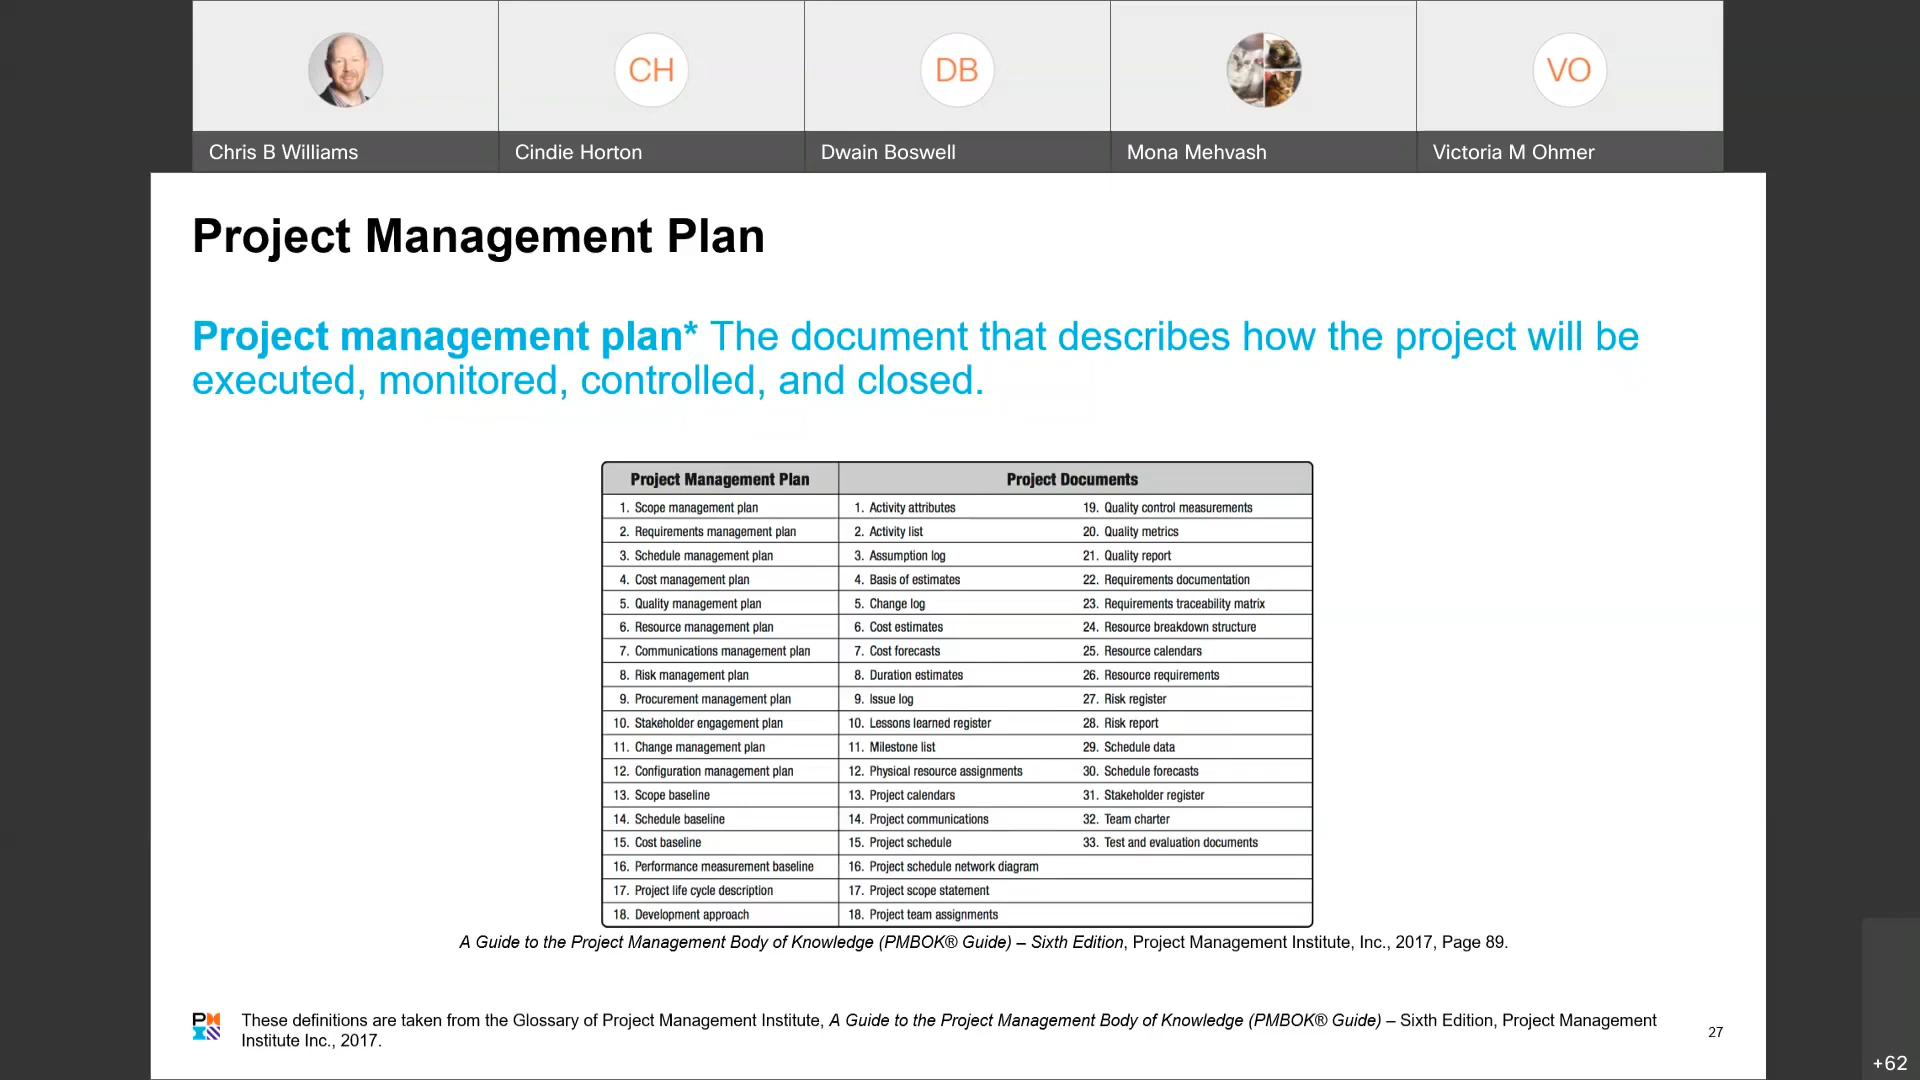 CH
DB
VO
Chris B Williams
Cindie Horton
Dwain Boswell
Mona Mehvash
Victoria M Ohmer
Project Management Plan
Project management plan* The document that describes how the project will be
executed, monitored, controlled, and closed.
Project Management Plan Project Documents
1. Scope management plan 1. Activity attributes 19. Quality control measurements
2. Requirements management plan 2. Activity list 20. Quality metrics
3. Schedule management plan 3. Assumption log 21. Quality report
4. Cost management plan 4. Basis of estimates 22. Requirements documentation
5. Quality management plan 5. Change log 23. Requirements traceability matrix
6. Resource management plan 6. Cost estimates 24. Resource breakdown structure
7. Communications management plan 7. Cost forecasts 25. Resource calendars
8. Risk management plan 8. Duration estimates 26. Resource requirements
9. Procurement management plan 9. Issue log 27. Risk register
10. Stakeholder engagement plan 10. Lessons learned register 28. Risk report
11. Change management plan 11. Milestone list 29. Schedule data
12. Configuration management plan 12. Physical resource assignments 30. Schedule forecasts
13. Scope baseline 13. Project calendars 31. Stakeholder register
14. Schedule baseline 14. Project communications 32. Team charter
15. Cost baseline 15. Project schedule 33. Test and evaluation documents
16. Performance measurement baseline 16. Project schedule network diagram
17. Project life cycle description 17. Project scope statement
18. Development approach 18. Project team assignments
A Guide to the Project Management Body of Knowledge (PMBOK® Guide) – Sixth Edition, Project Management Institute, Inc., 2017, Page 89.
These definitions are taken from the Glossary of Project Management Institute, A Guide to the Project Management Body of Knowledge (PMBOK® Guide) – Sixth Edition, Project Management
Institute Inc., 2017.
27
+62